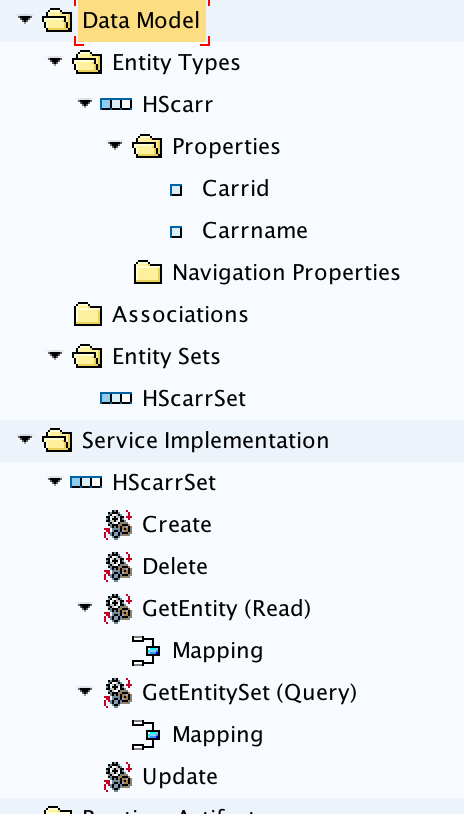 Data Model
Entity Types
HScarr
Properties
Carrid
Carrname
Navigation Properties
Associations
Entity Sets
HScarrSet
Service Implementation
HScarrSet
Create
Delete
GetEntity (Read)
Mapping
GetEntitySet (Query)
Mapping
Update